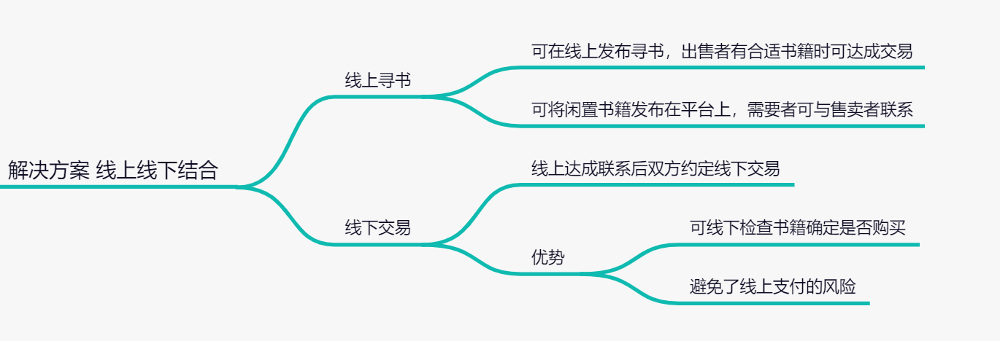 可在线上发布寻书，出售者有合适书籍时可达成交易
线上寻书
可将闲置书籍发布在平台上，需要者可与售卖者联系
解决方案 线上线下结合
线上达成联系后双方约定线下交易
线下交易
可线下检查书籍确定是否购买
优势
避免了线上支付的风险